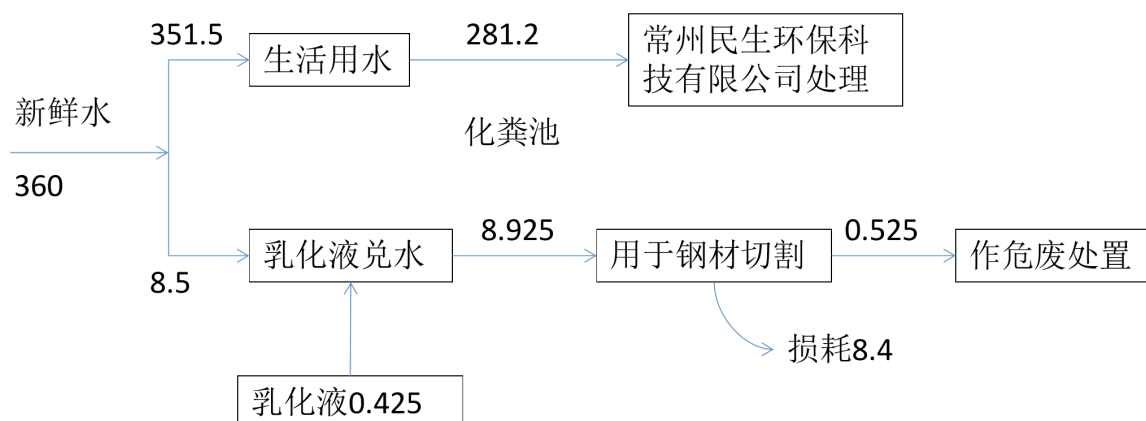 351.5
生活用水
281.2
常州民生环保科
技有限公司处理
新鲜水
360
化粪池
8.5
乳化液兑水
8.925
用于钢材切割
0.525
作危废处置
损耗8.4
乳化液0.425